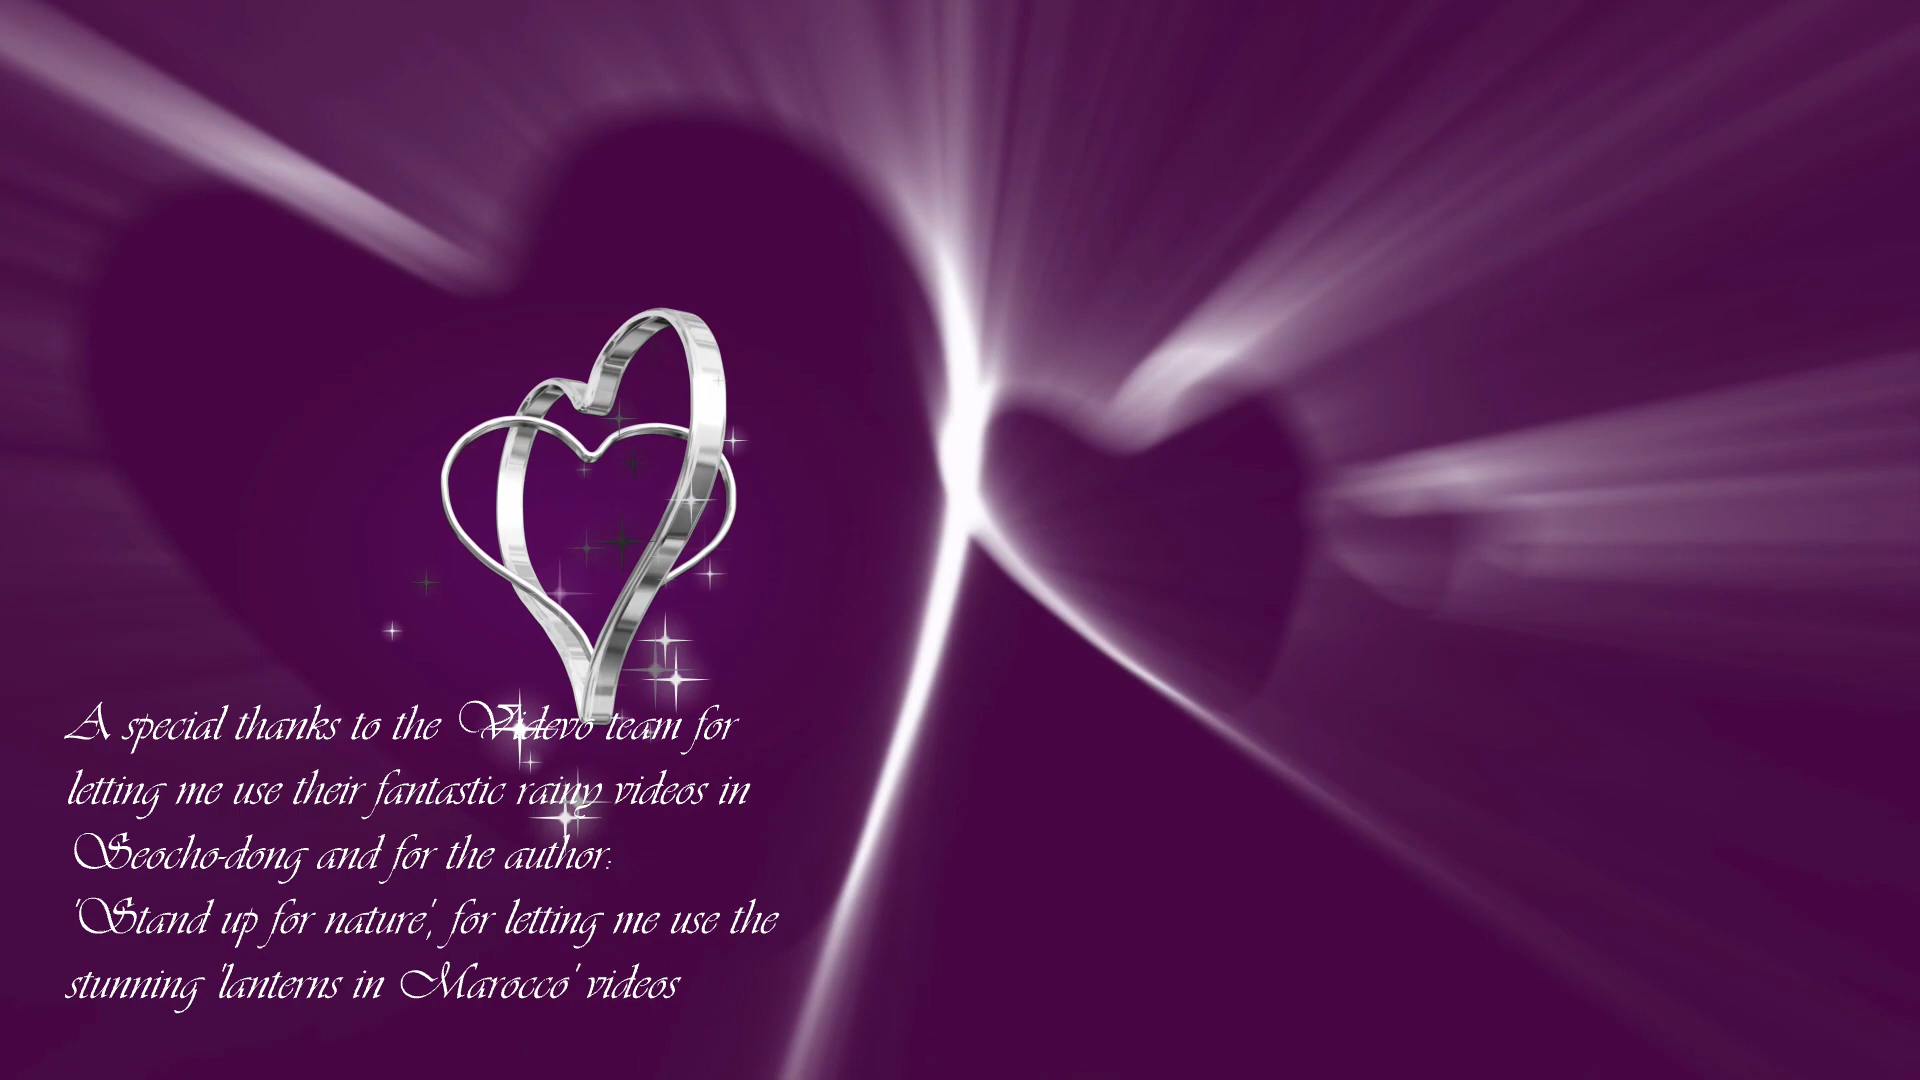 A special thanks to the Videvo team for
letting me use their fantastic rainy videos in
Seocho-dong and for the author:
'Stand up for nature', for letting me use the
stunning 'lanterns in Marocco' videos